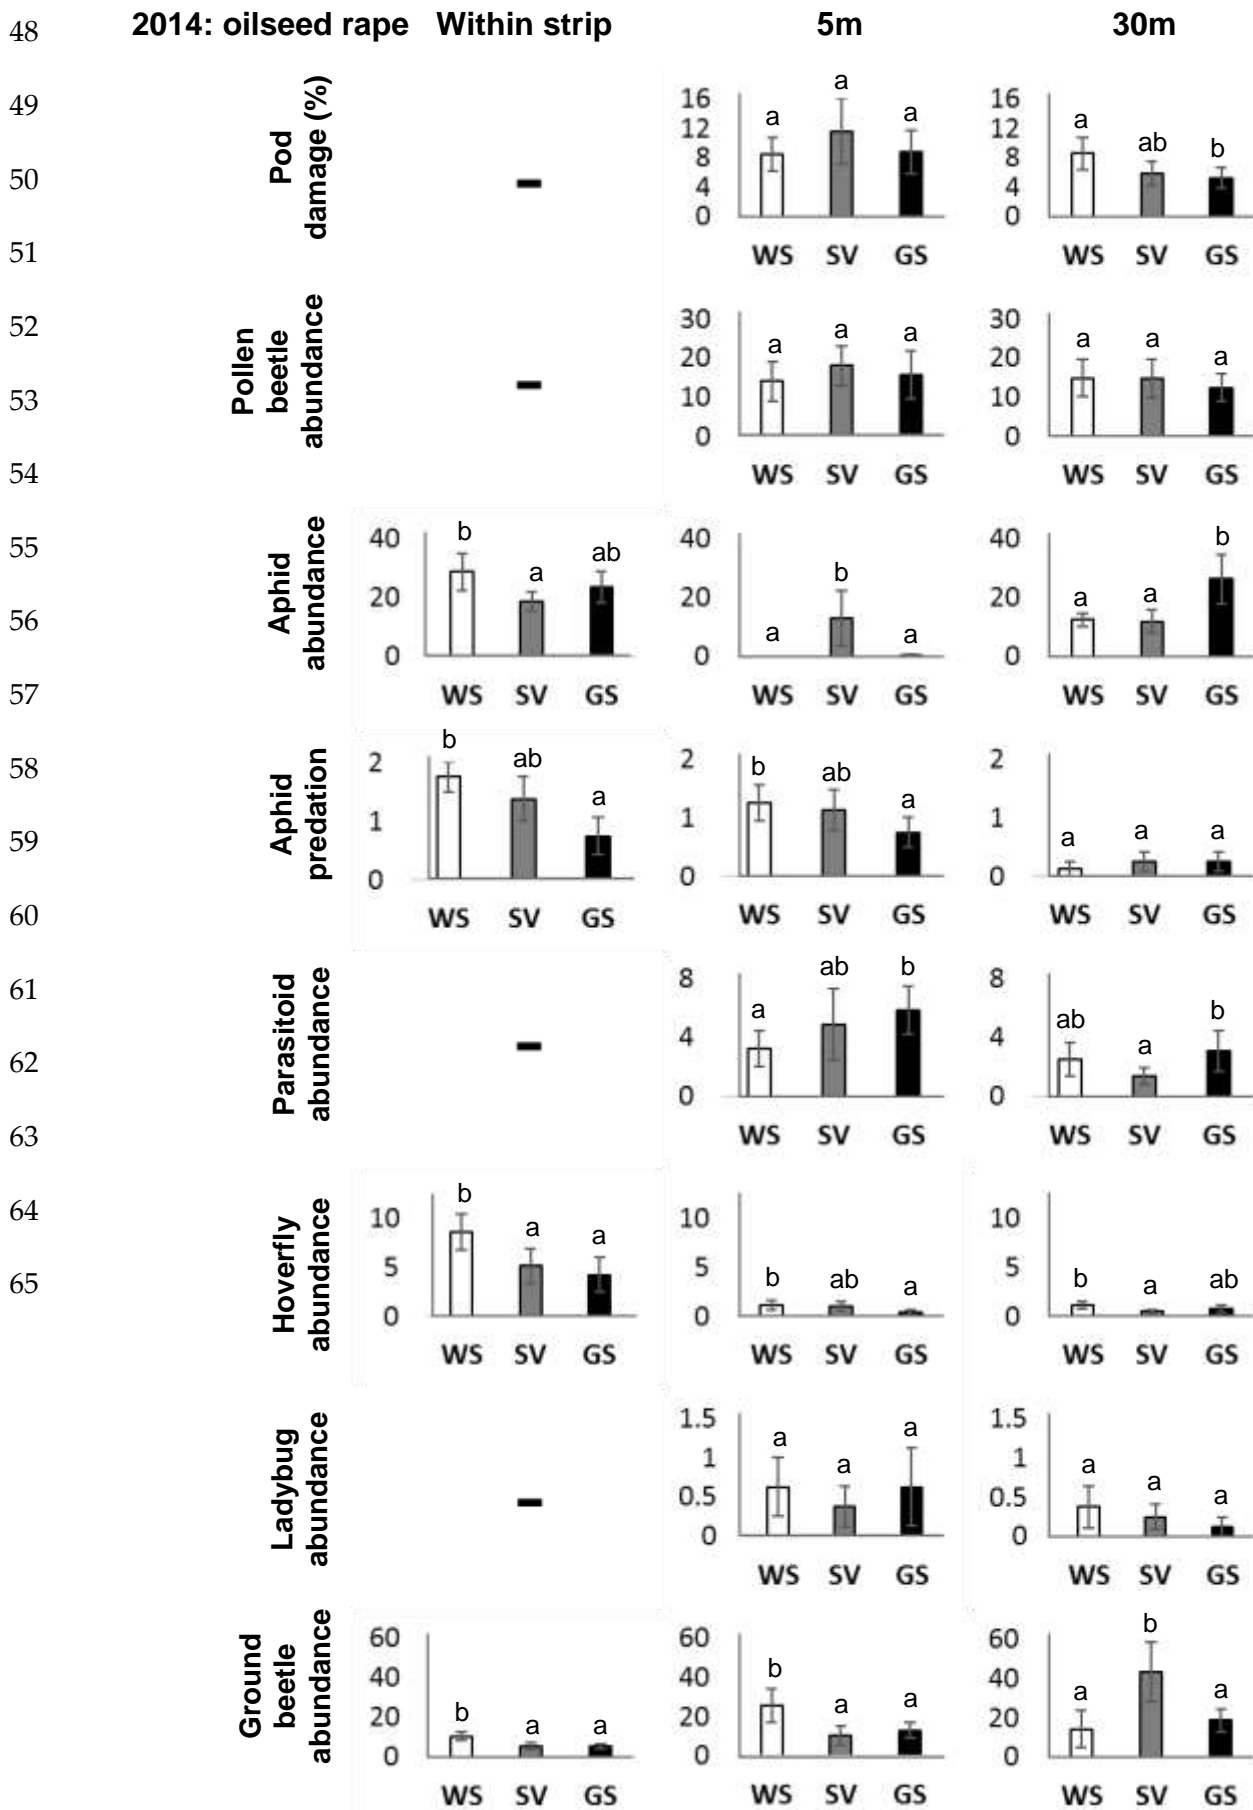 48 2014: oilseed rape Within strip 5m 30m
49
50
51
52
53
54
55
56
57
58
59
60
61
62
63
64
65
Pod
damage (%)
16
12
8
4
0
a a a
WS SV GS
16
12
8
4
0
a ab b
WS SV GS
Pollen
beetle
abundance
30
20
10
0
a a a
WS SV GS
30
20
10
0
a a a
WS SV GS
Aphid
abundance
40
20
0
b a ab
WS SV GS
40
20
0
a b a
WS SV GS
40
20
0
a a b
WS SV GS
Aphid
predation
2
1
0
b ab a
WS SV GS
2
1
0
b ab a
WS SV GS
2
1
0
a a a
WS SV GS
Parasitoid
abundance
8
4
0
a ab b
WS SV GS
8
4
0
ab a b
WS SV GS
Hoverfly
abundance
10
5
0
b a a
WS SV GS
10
5
0
b ab a
WS SV GS
10
5
0
b a ab
WS SV GS
Ladybug
abundance
1.5
1
0.5
0
a a a
WS SV GS
1.5
1
0.5
0
a a a
WS SV GS
Ground
beetle
abundance
60
40
20
0
b a a
WS SV GS
60
40
20
0
b a a
WS SV GS
60
40
20
0
a b a
WS SV GS